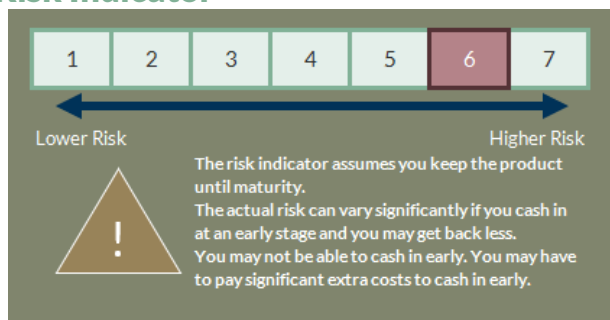 Risk Indicator
1 2 3 4 5 6 7
Lower Risk Higher Risk
The risk indicator assumes you keep the product
until maturity.
The actual risk can vary significantly if you cash in
at an early stage and you may get back less.
You may not be able to cash in early. You may have
to pay significant extra costs to cash in early.
!